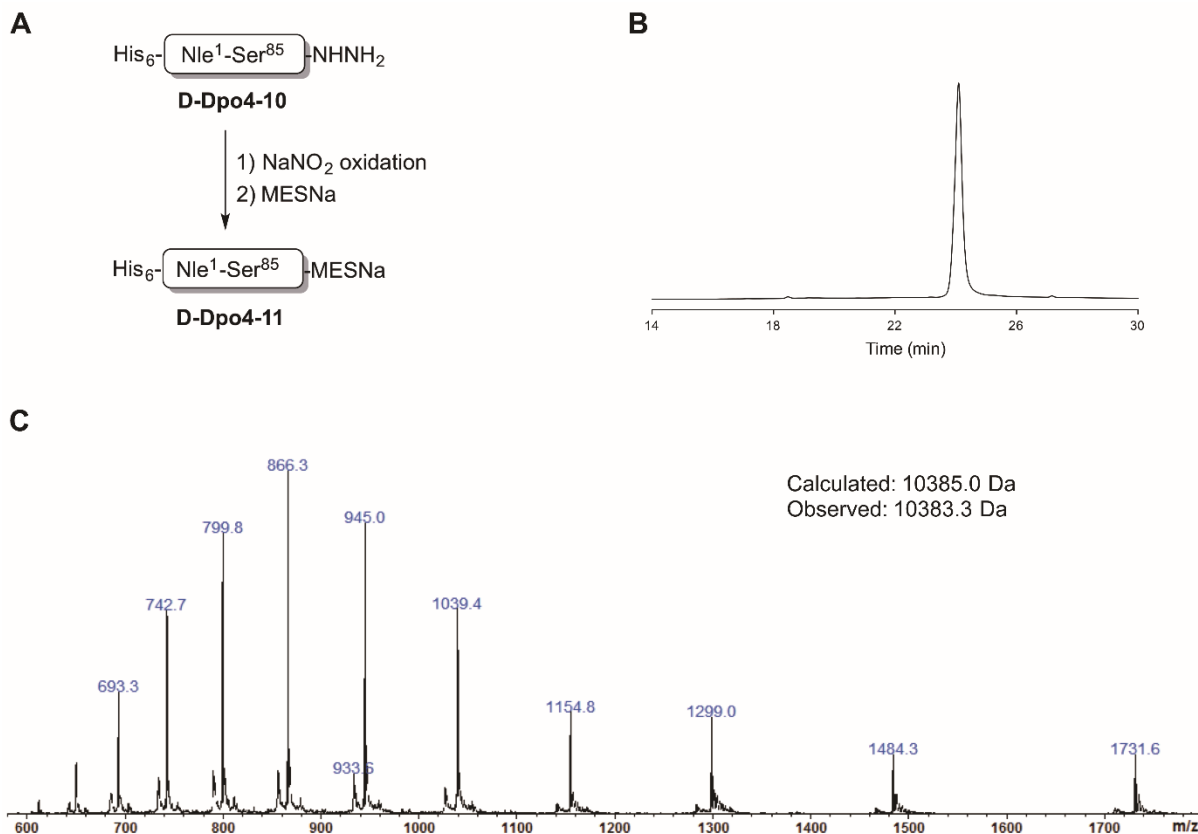 A
His₆- Nle¹-Ser⁸⁵ -NHNH₂
D-Dpo4-10
1) NaNO₂ oxidation
2) MESNa
His₆- Nle¹-Ser⁸⁵ -MESNa
D-Dpo4-11
B
14 18 22 26 30
Time (min)
C
Calculated: 10385.0 Da
Observed: 10383.3 Da
693.3
742.7
799.8
866.3
933.6
945.0
1039.4
1154.8
1299.0
1484.3
1731.6
600 700 800 900 1000 1100 1200 1300 1400 1500 1600 1700 m/z